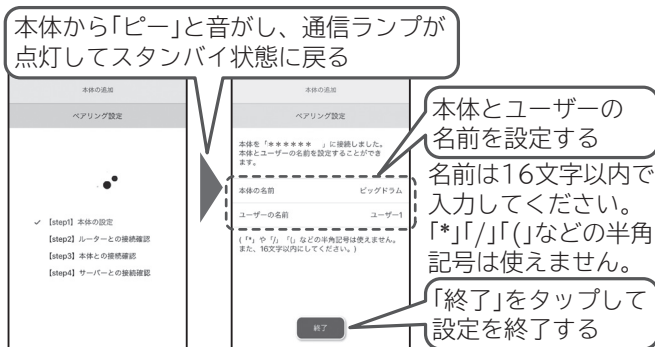 本体から「ピー」と音がし、通信ランプが
点灯してスタンバイ状態に戻る
本体の追加
ペアリング設定
✓ 【step1】本体の設定
【step2】ルーターとの接続確認
【step3】本体との接続確認
【step4】サーバーとの接続確認
本体の追加
ペアリング設定
本体を「****** 」に接続しました。
本体とユーザーの名前を設定することができ
ます。
本体の名前 ビッグドラム
ユーザーの名前 ユーザー1
(「*」や「/」「(」などの半角記号は使えません。
また、16文字以内にしてください。)
終了
本体とユーザーの
名前を設定する
名前は16文字以内で
入力してください。
「*」「/」「(」などの半角
記号は使えません。
「終了」をタップして
設定を終了する